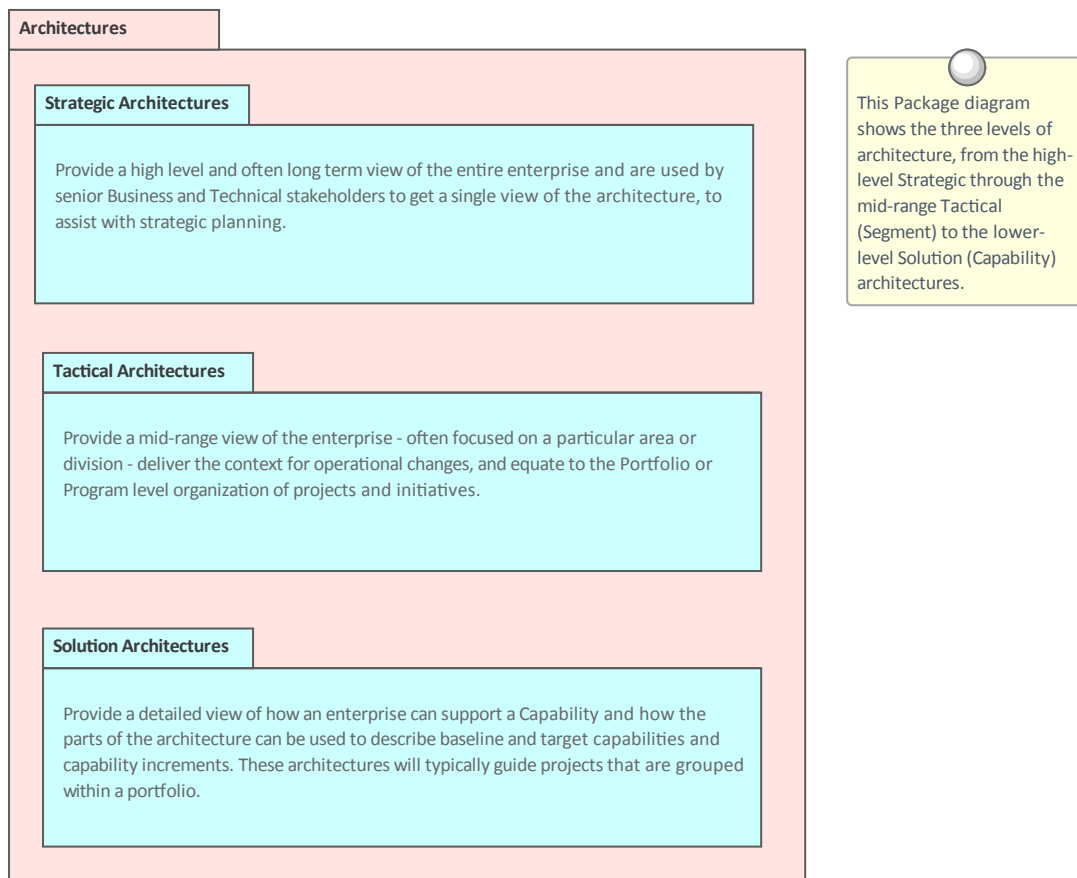 Architectures
Strategic Architectures
Provide a high level and often long term view of the entire enterprise and are used by
senior Business and Technical stakeholders to get a single view of the architecture, to
assist with strategic planning.
Tactical Architectures
Provide a mid-range view of the enterprise - often focused on a particular area or
division - deliver the context for operational changes, and equate to the Portfolio or
Program level organization of projects and initiatives.
Solution Architectures
Provide a detailed view of how an enterprise can support a Capability and how the
parts of the architecture can be used to describe baseline and target capabilities and
capability increments. These architectures will typically guide projects that are grouped
within a portfolio.
This Package diagram
shows the three levels of
architecture, from the high-
level Strategic through the
mid-range Tactical
(Segment) to the lower-
level Solution (Capability)
architectures.